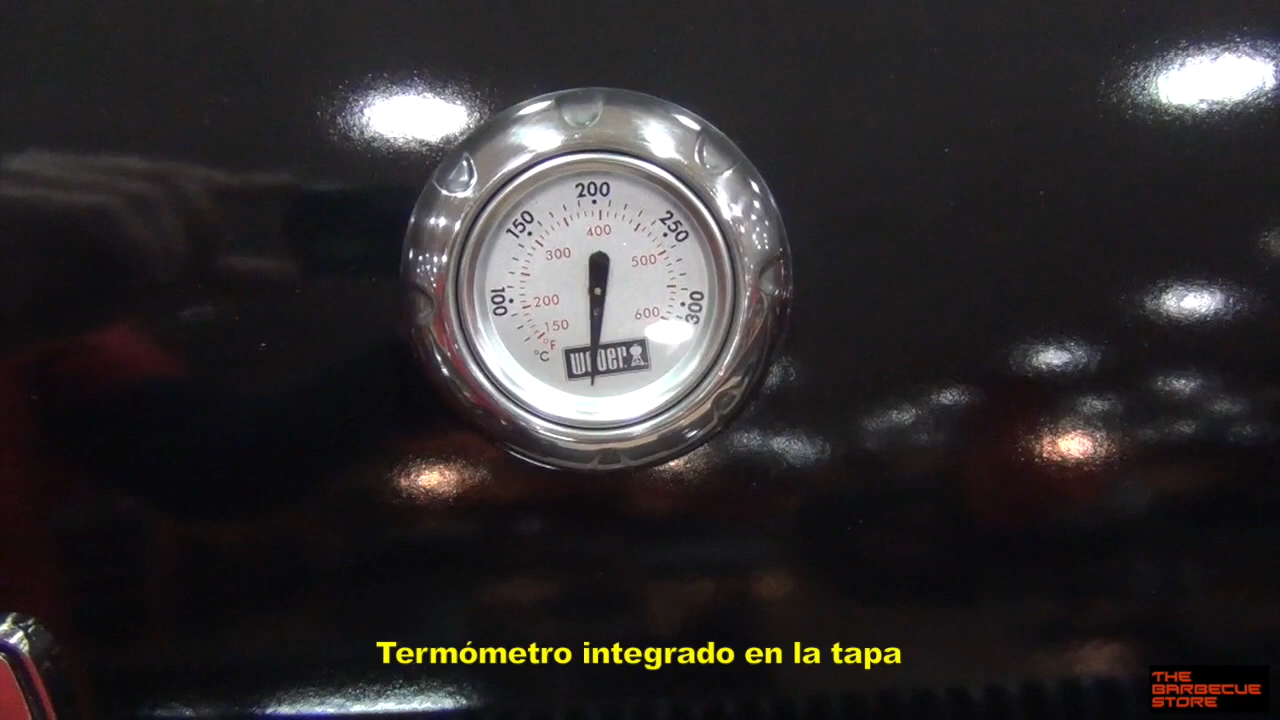 200
150
250
400
300
500
100
200
300
600
150
°F
°C
weber
Termómetro integrado en la tapa
THE
BARBECUE
STORE